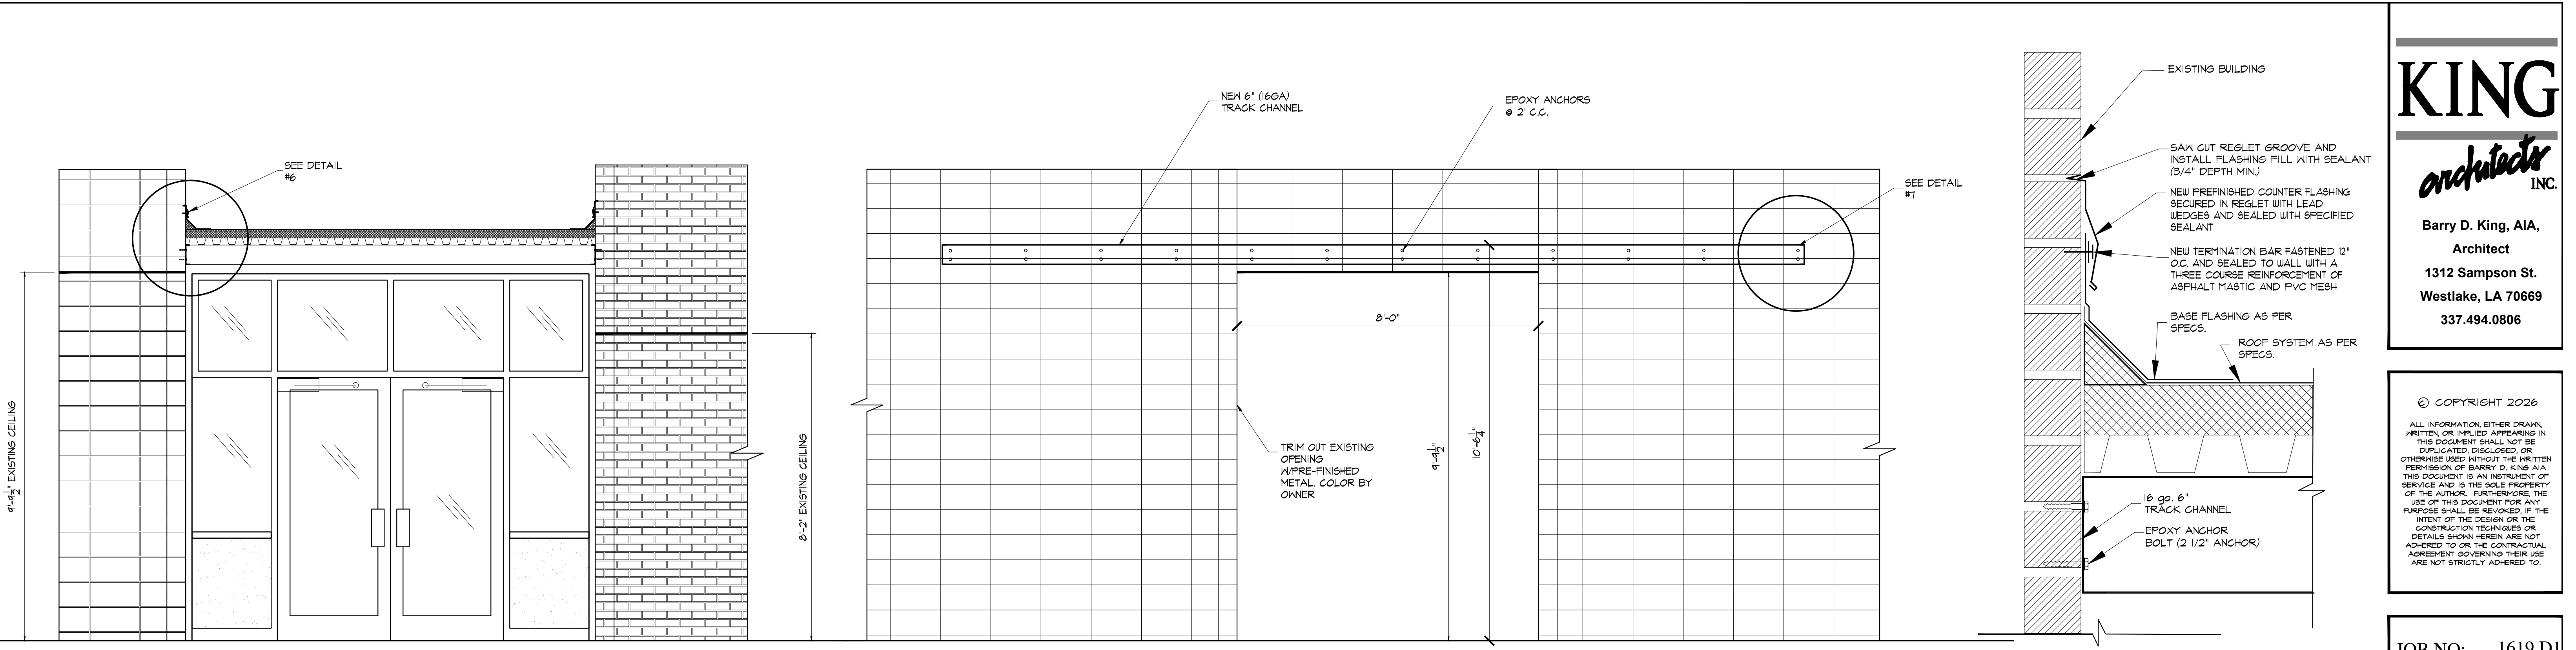 SEE DETAIL
#6
9'-9 1/2" EXISTING CEILING
8'-2" EXISTING CEILING
NEW 6" (16GA)
TRACK CHANNEL
EPOXY ANCHORS
@ 2' C.C.
SEE DETAIL
#7
8'-0"
9'-9 1/2"
10'-6 1/4"
TRIM OUT EXISTING
OPENING
W/PRE-FINISHED
METAL. COLOR BY
OWNER
EXISTING BUILDING
SAW CUT REGLET GROOVE AND
INSTALL FLASHING FILL WITH SEALANT
(3/4" DEPTH MIN.)
NEW PREFINISHED COUNTER FLASHING
SECURED IN REGLET WITH LEAD
WEDGES AND SEALED WITH SPECIFIED
SEALANT
NEW TERMINATION BAR FASTENED 12"
O.C. AND SEALED TO WALL WITH A
THREE COURSE REINFORCEMENT OF
ASPHALT MASTIC AND PVC MESH
BASE FLASHING AS PER
SPECS.
ROOF SYSTEM AS PER
SPECS.
16 ga. 6"
TRACK CHANNEL
EPOXY ANCHOR
BOLT (2 1/2" ANCHOR)
KING
architects
INC.
Barry D. King, AIA,
Architect
1312 Sampson St.
Westlake, LA 70669
337.494.0806
© COPYRIGHT 2026
ALL INFORMATION, EITHER DRAWN,
WRITTEN, OR IMPLIED APPEARING IN
THIS DOCUMENT SHALL NOT BE
DUPLICATED, DISCLOSED, OR
OTHERWISE USED WITHOUT THE WRITTEN
PERMISSION OF BARRY D. KING AIA
THIS DOCUMENT IS AN INSTRUMENT OF
SERVICE AND IS THE SOLE PROPERTY
OF THE AUTHOR. FURTHERMORE, THE
USE OF THIS DOCUMENT FOR ANY
PURPOSE SHALL BE REVOKED, IF THE
INTENT OF THE DESIGN OR THE
CONSTRUCTION TECHNIQUES OR
DETAILS SHOWN HEREIN ARE NOT
ADHERED TO OR THE CONTRACTUAL
AGREEMENT GOVERNING THEIR USE
ARE NOT STRICTLY ADHERED TO.
JOB NO: 1619 D1